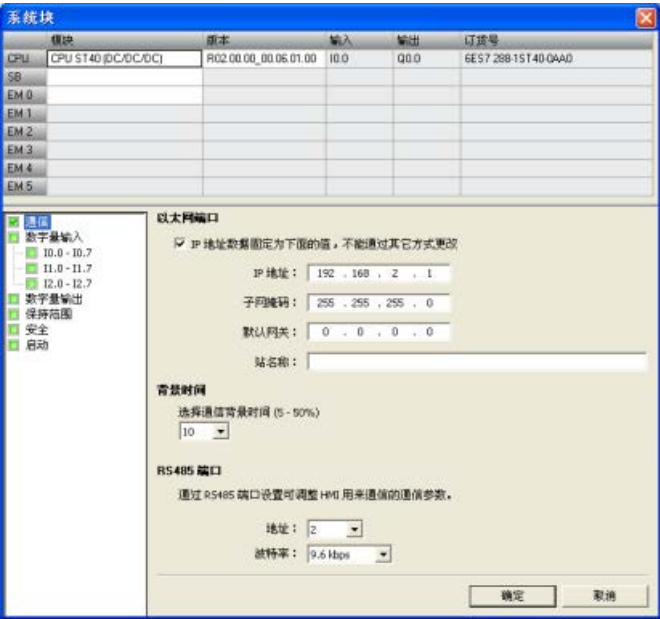 系统块
模块 版本 输入 输出 订货号
CPU CPU ST40 (DC/DC/DC) R02.00.00_00.06.01.00 I0.0 Q0.0 6ES7 288-1ST40-0AA0
SB
EM 0
EM 1
EM 2
EM 3
EM 4
EM 5
通信
数字量输入
I0.0 - I0.7
I1.0 - I1.7
I2.0 - I2.7
数字量输出
保持范围
安全
启动
以太网端口
IP 地址数据固定为下面的值，不能通过其它方式更改
IP 地址： 192 . 168 . 2 . 1
子网掩码： 255 . 255 . 255 . 0
默认网关： 0 . 0 . 0 . 0
站名称：
背景时间
选择通信背景时间 (5 - 50%)
10
RS485 端口
通过 RS485 端口设置可调整 HMI 用来通信的通信参数。
地址： 2
波特率： 9.6 kbps
确定 取消